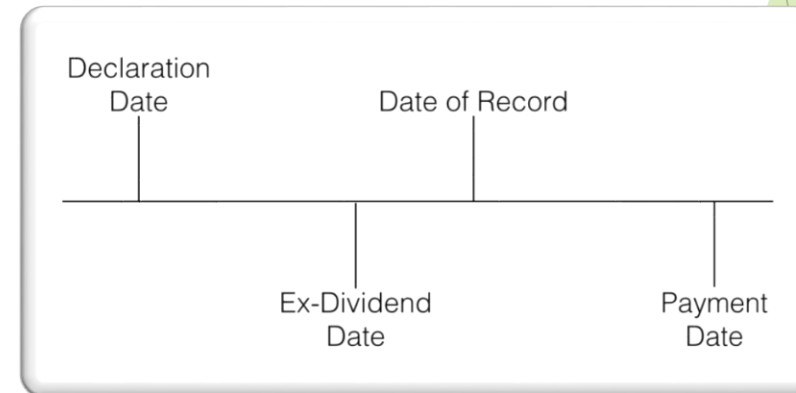 Declaration
Date
Date of Record
Ex-Dividend
Date
Payment
Date